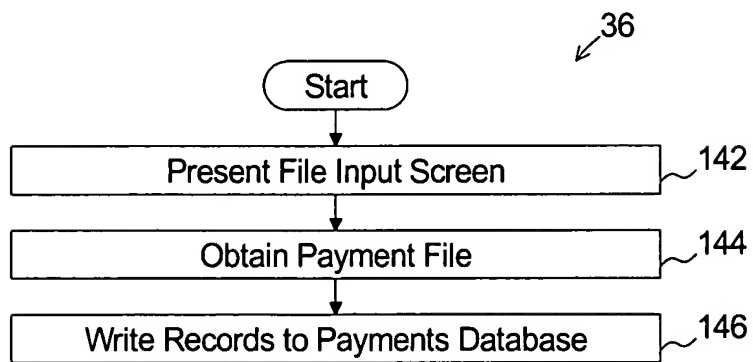 36
Start
Present File Input Screen
142
Obtain Payment File
144
Write Records to Payments Database
146